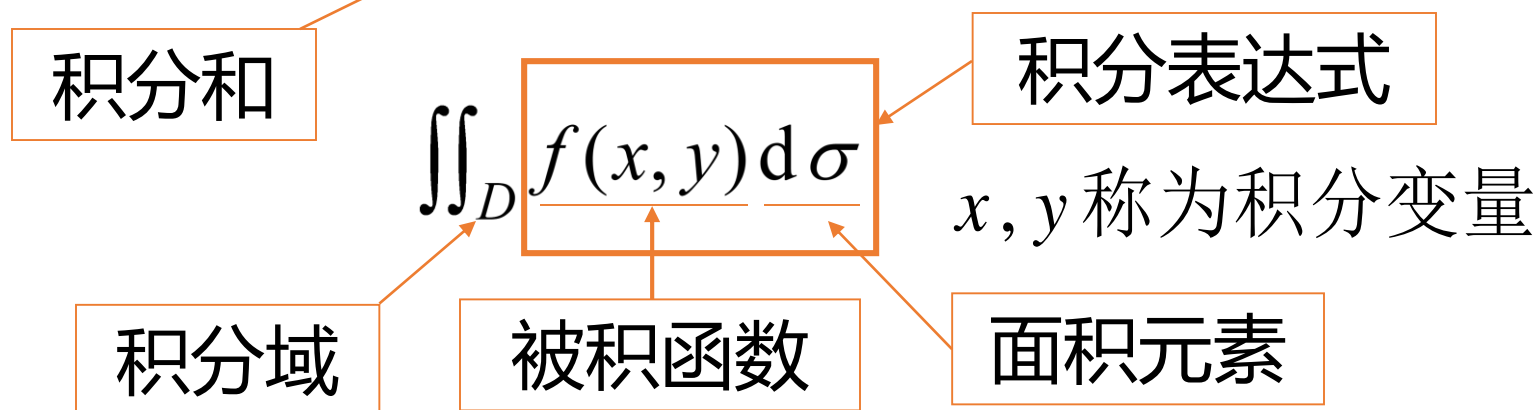 积分和
积分表达式
∬_D f(x, y) d σ
x, y 称为积分变量
积分域
被积函数
面积元素